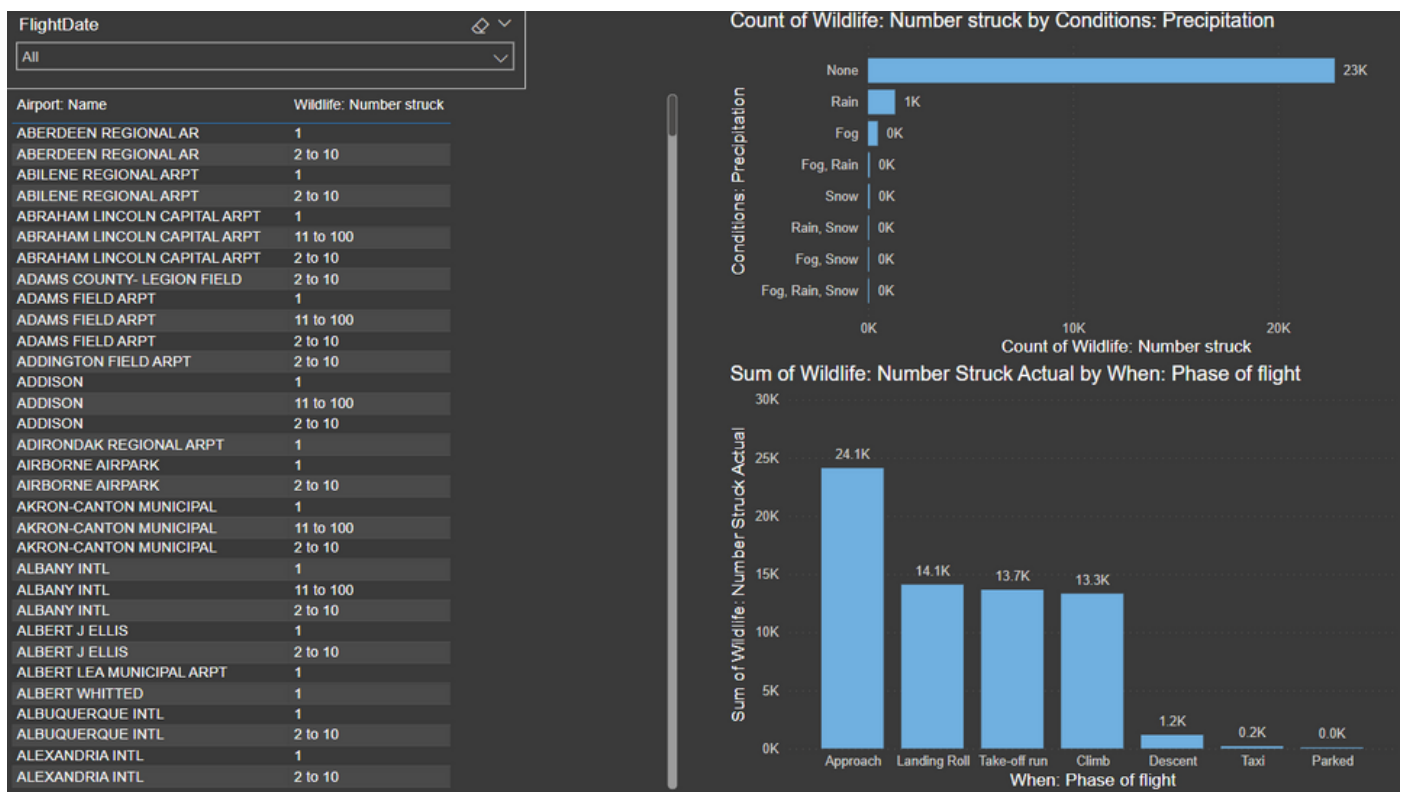 FlightDate
All
Airport: Name Wildlife: Number struck
ABERDEEN REGIONAL AR 1
ABERDEEN REGIONAL AR 2 to 10
ABILENE REGIONAL ARPT 1
ABILENE REGIONAL ARPT 2 to 10
ABRAHAM LINCOLN CAPITAL ARPT 1
ABRAHAM LINCOLN CAPITAL ARPT 11 to 100
ABRAHAM LINCOLN CAPITAL ARPT 2 to 10
ADAMS COUNTY- LEGION FIELD 2 to 10
ADAMS FIELD ARPT 1
ADAMS FIELD ARPT 11 to 100
ADAMS FIELD ARPT 2 to 10
ADDINGTON FIELD ARPT 2 to 10
ADDISON 1
ADDISON 11 to 100
ADDISON 2 to 10
ADIRONDAK REGIONAL ARPT 1
AIRBORNE AIRPARK 1
AIRBORNE AIRPARK 2 to 10
AKRON-CANTON MUNICIPAL 1
AKRON-CANTON MUNICIPAL 11 to 100
AKRON-CANTON MUNICIPAL 2 to 10
ALBANY INTL 1
ALBANY INTL 11 to 100
ALBANY INTL 2 to 10
ALBERT J ELLIS 1
ALBERT J ELLIS 2 to 10
ALBERT LEA MUNICIPAL ARPT 1
ALBERT WHITTED 1
ALBUQUERQUE INTL 1
ALBUQUERQUE INTL 2 to 10
ALEXANDRIA INTL 1
ALEXANDRIA INTL 2 to 10
Count of Wildlife: Number struck by Conditions: Precipitation
Conditions: Precipitation
None 23K
Rain 1K
Fog 0K
Fog, Rain 0K
Snow 0K
Rain, Snow 0K
Fog, Snow 0K
Fog, Rain, Snow 0K
0K 10K 20K
Count of Wildlife: Number struck
Sum of Wildlife: Number Struck Actual by When: Phase of flight
Sum of Wildlife: Number Struck Actual
30K
25K
20K
15K
10K
5K
0K
24.1K 14.1K 13.7K 13.3K 1.2K 0.2K 0.0K
Approach Landing Roll Take-off run Climb Descent Taxi Parked
When: Phase of flight